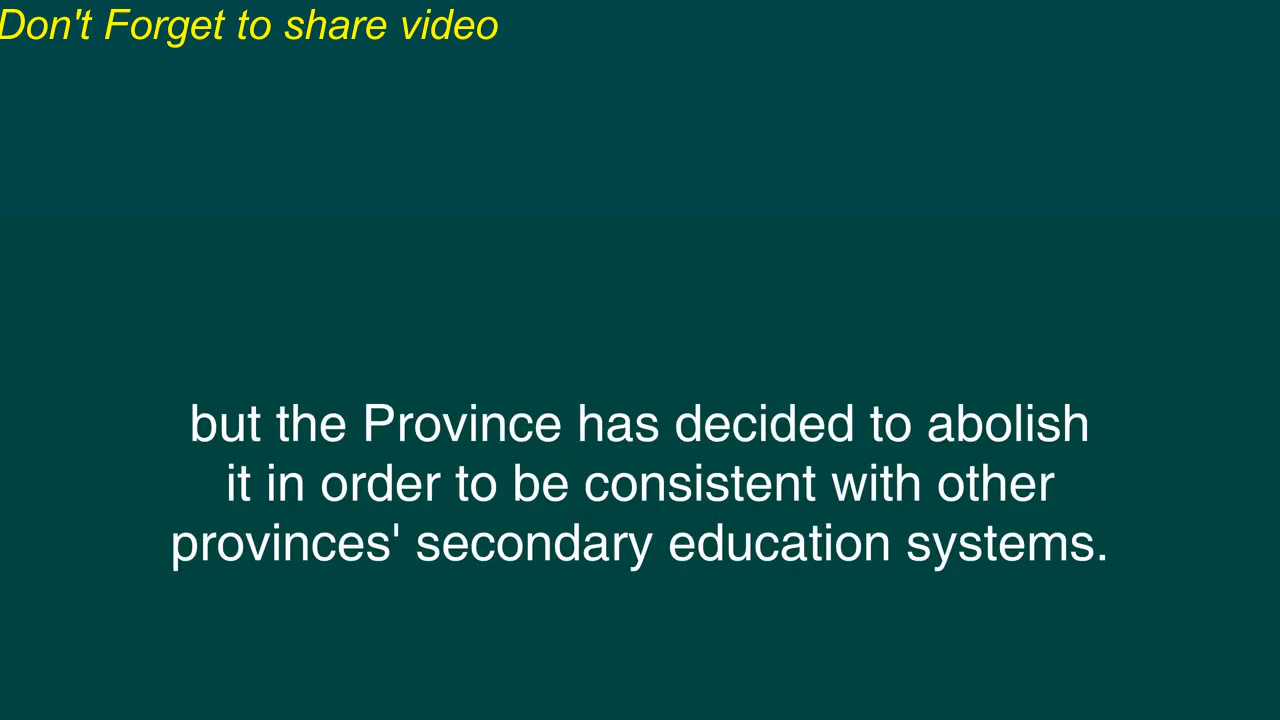 Don't Forget to share video
but the Province has decided to abolish
it in order to be consistent with other
provinces' secondary education systems.